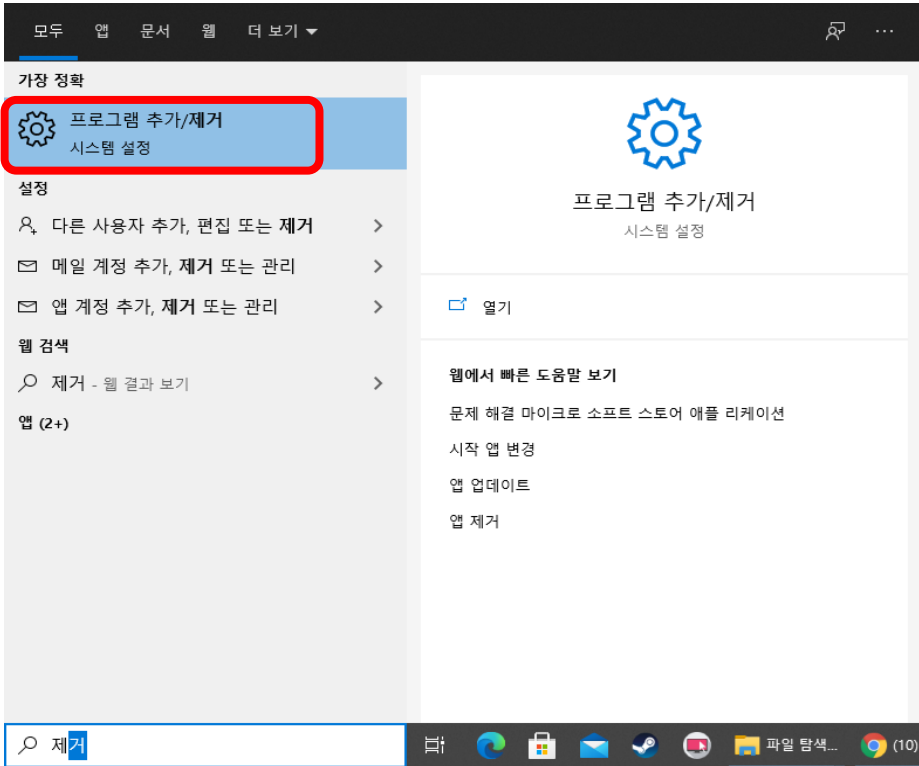 모두 앱 문서 웹 더 보기
가장 정확
프로그램 추가/제거
시스템 설정
설정
다른 사용자 추가, 편집 또는 제거
메일 계정 추가, 제거 또는 관리
앱 계정 추가, 제거 또는 관리
웹 검색
제거 - 웹 결과 보기
앱 (2+)
프로그램 추가/제거
시스템 설정
열기
웹에서 빠른 도움말 보기
문제 해결 마이크로 소프트 스토어 애플 리케이션
시작 앱 변경
앱 업데이트
앱 제거
제거
파일 탐색...
(10)